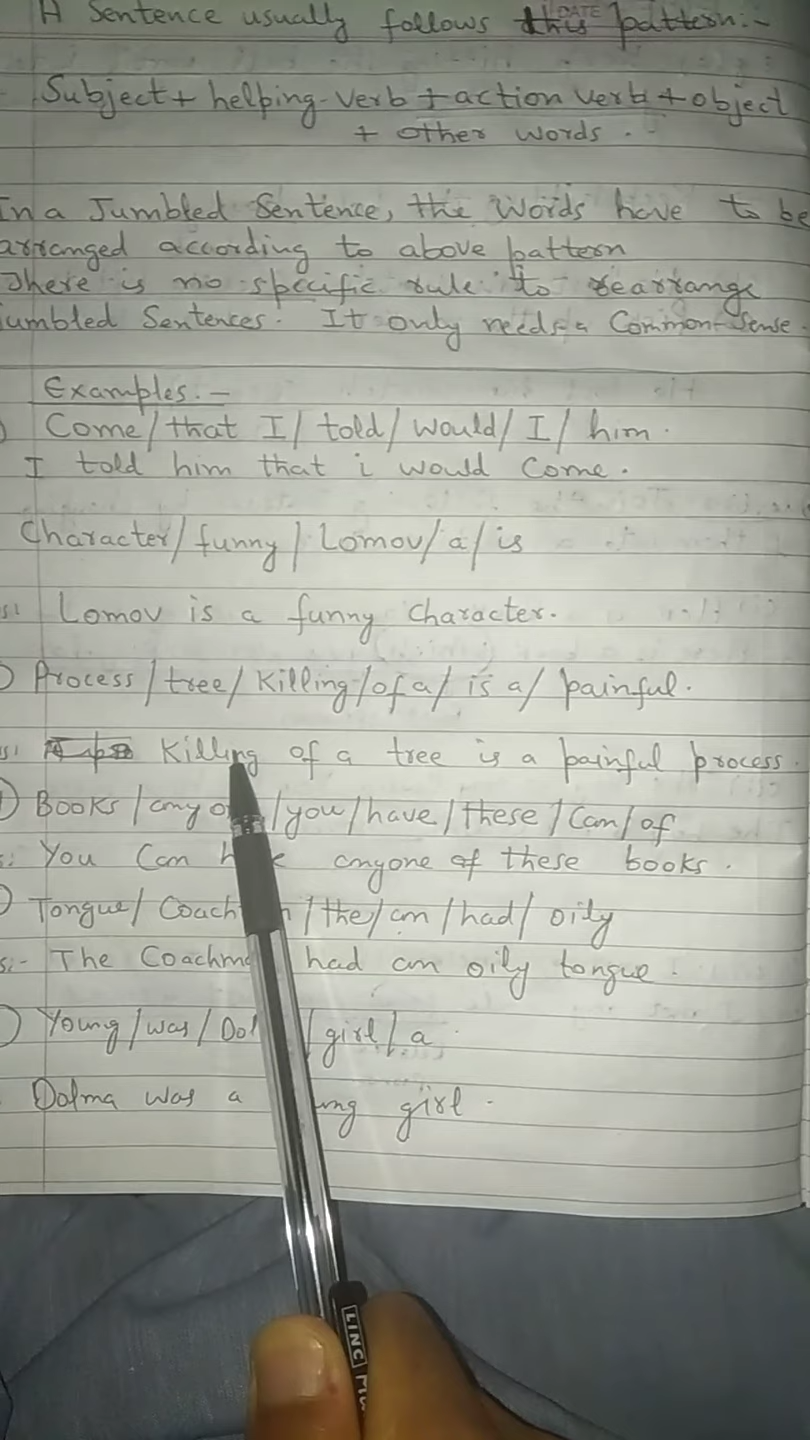 A Sentence usually follows this pattern:-
DATE
Subject + helping-verb + action verb + object
+ other words.
In a Jumbled Sentence, the words have to be
arranged according to above pattern
There is no specific rule to rearrange
Jumbled Sentences. It only needs a Common-Sense.
Examples:-
Come/that I/told/would/I/him.
I told him that i would Come.
Character/funny/Lomov/a/is
Lomov is a funny Character.
Process/tree/killing/of a/is a/painful.
Killing of a tree is a painful process.
Books/any/you/have/these/Can/of
You Can anyone of these books.
Tongue/Coach/the/an/had/oily
The had an oily tongue.
Young/was/girl/a
Dolma was a girl.
LINC